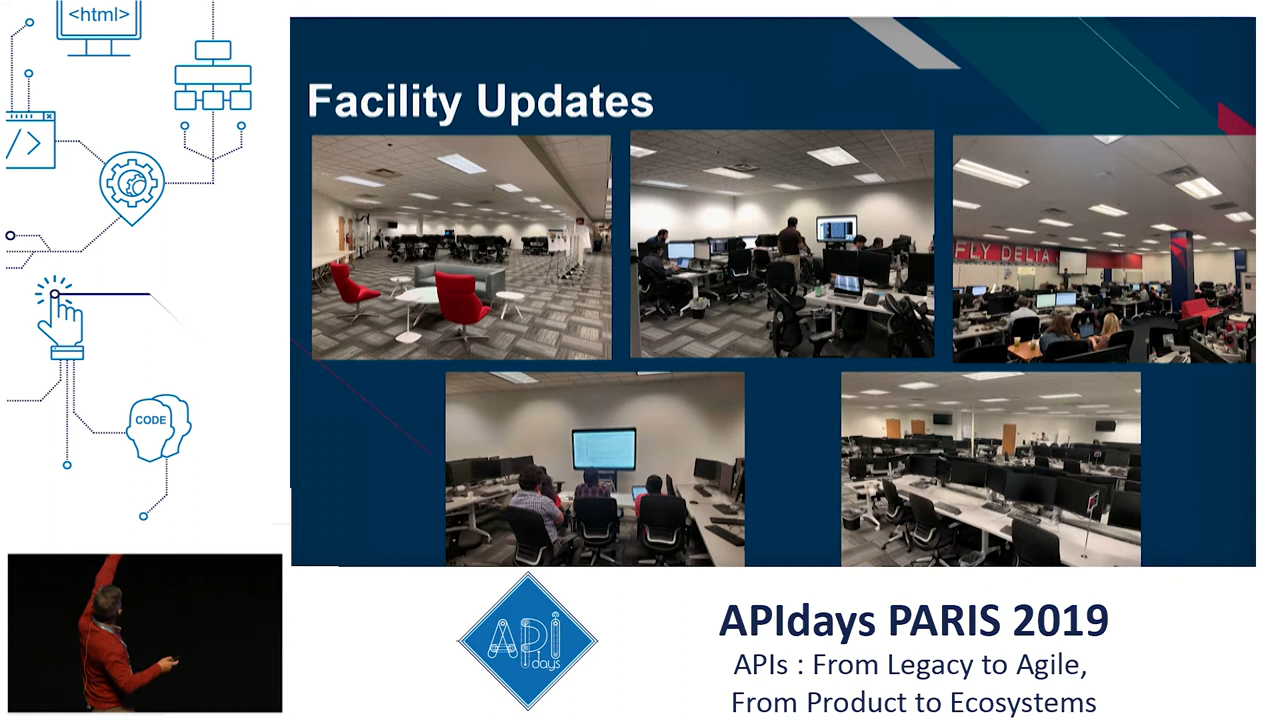 <html>
</>
CODE
Facility Updates
FLY DELTA
API
days
APIdays PARIS 2019
APIs : From Legacy to Agile,
From Product to Ecosystems